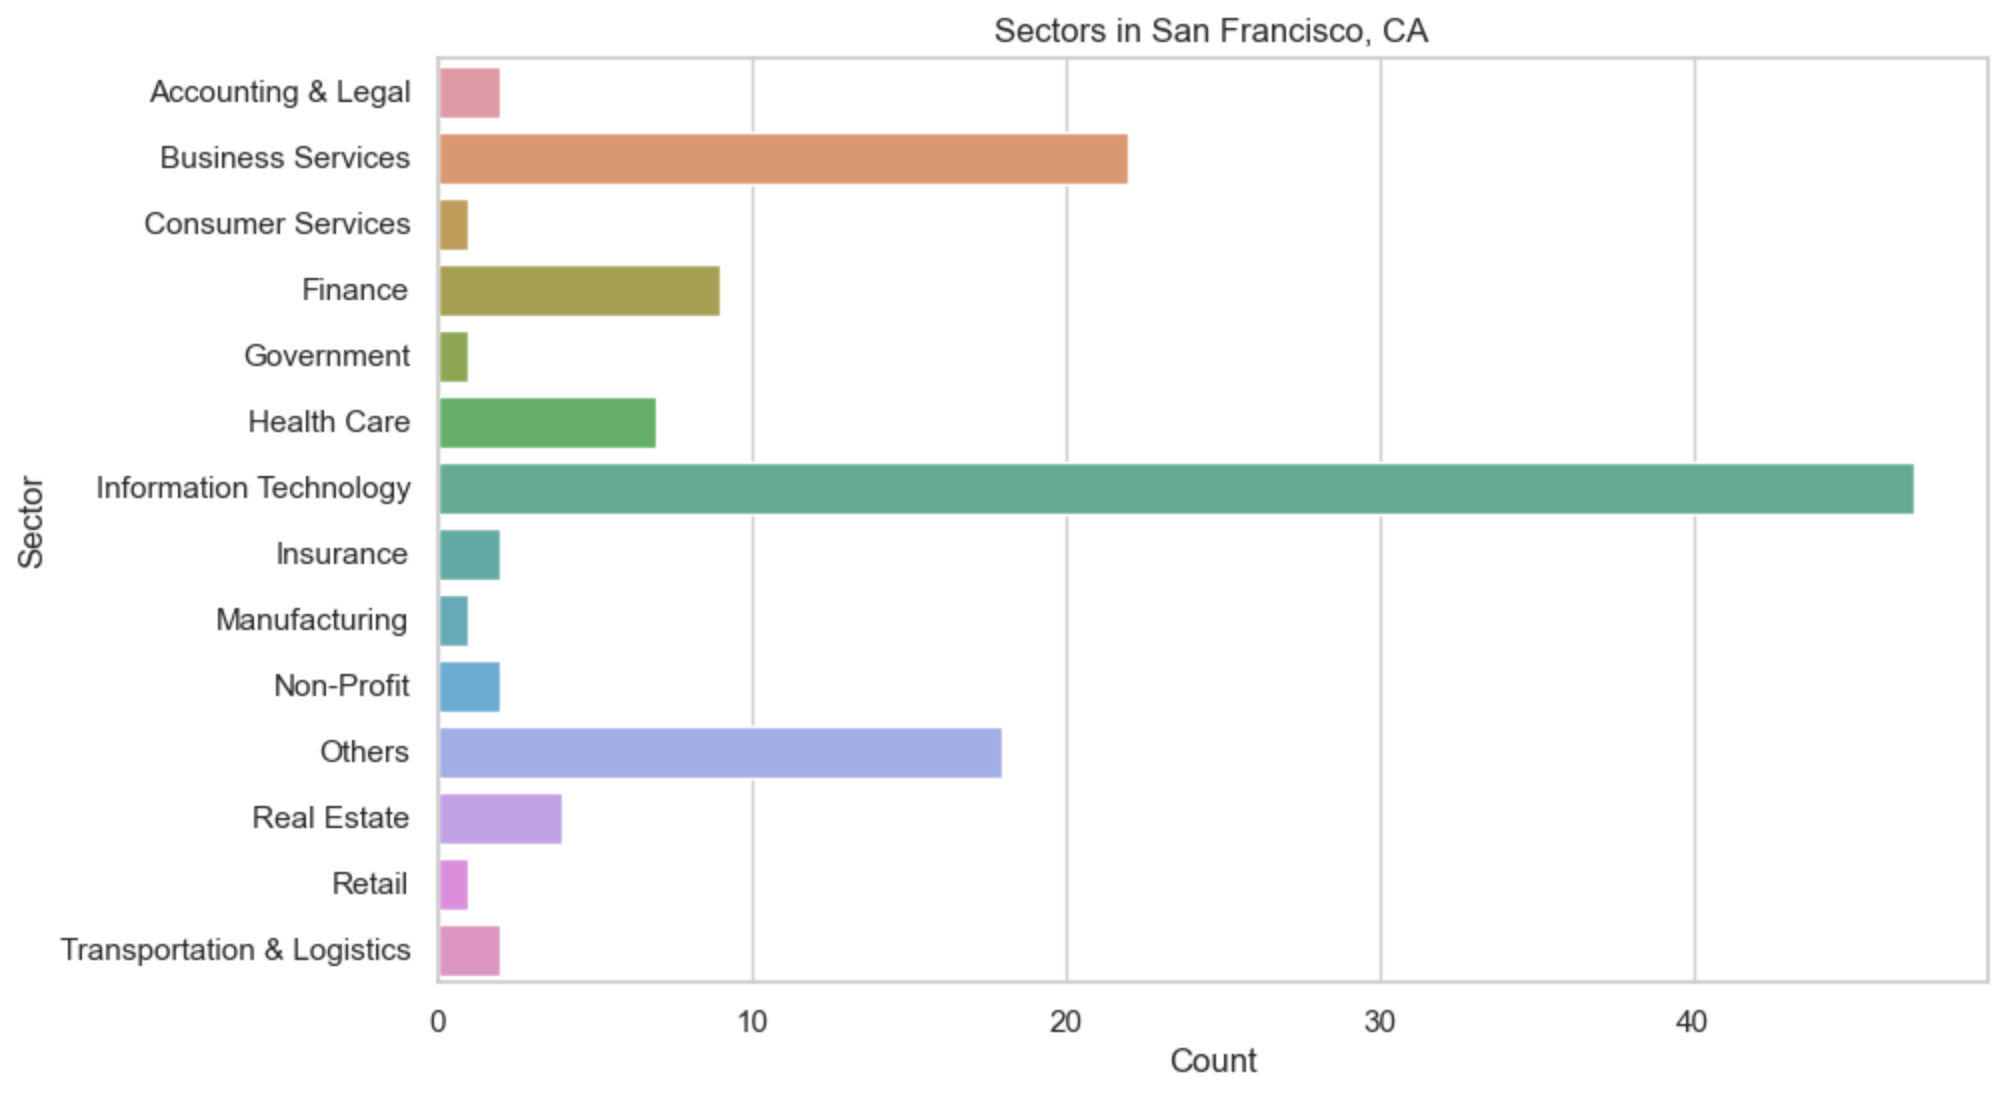 Sectors in San Francisco, CA
Accounting & Legal
Business Services
Consumer Services
Finance
Government
Health Care
Information Technology
Insurance
Manufacturing
Non-Profit
Others
Real Estate
Retail
Transportation & Logistics
Sector
0 10 20 30 40
Count